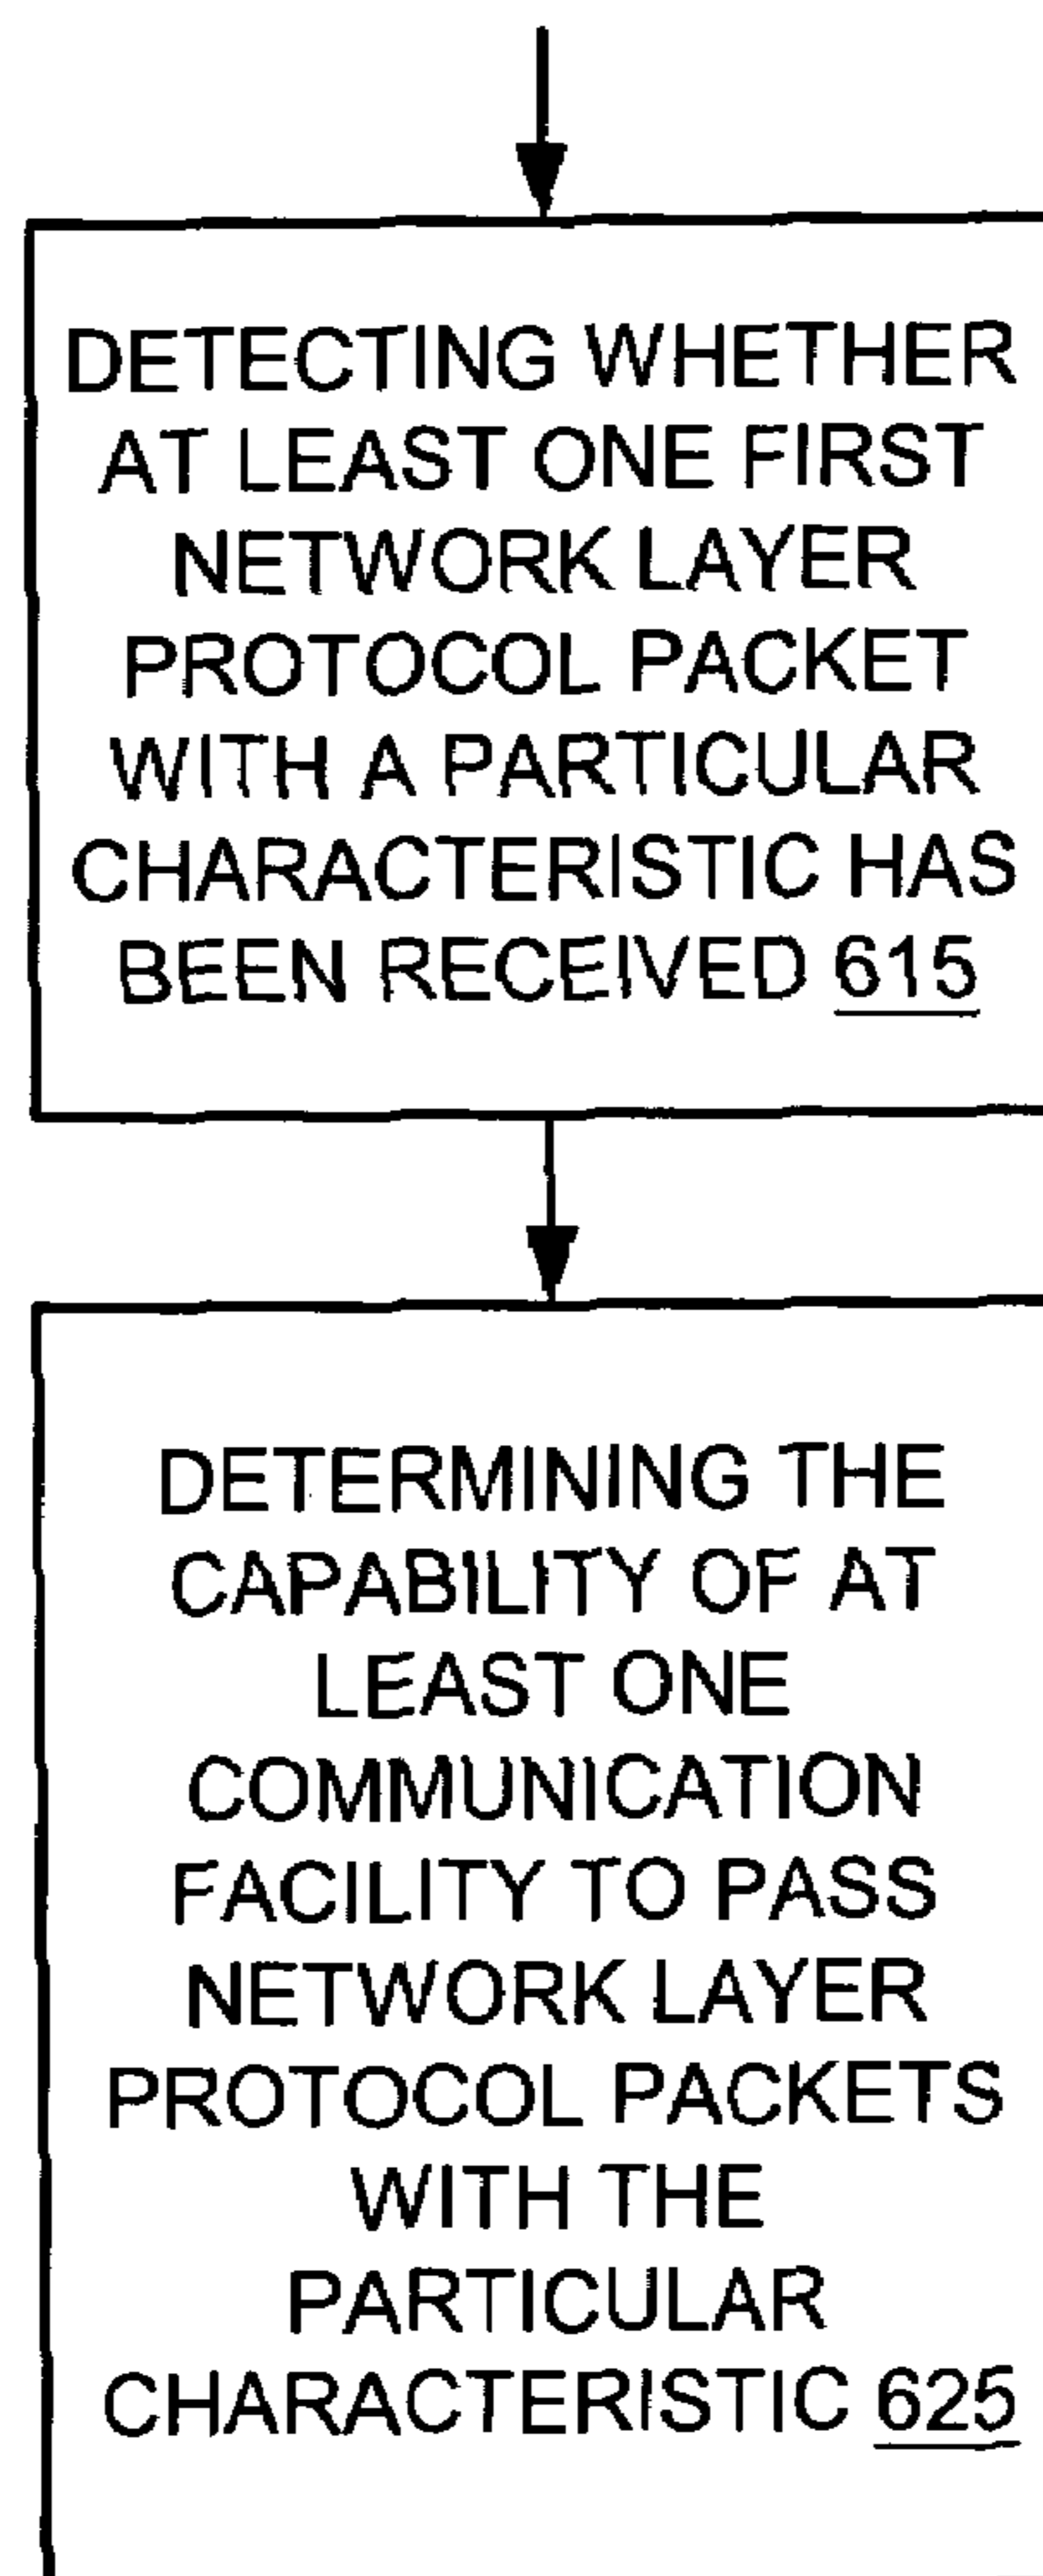 DETECTING WHETHER
AT LEAST ONE FIRST
NETWORK LAYER
PROTOCOL PACKET
WITH A PARTICULAR
CHARACTERISTIC HAS
BEEN RECEIVED 615
DETERMINING THE
CAPABILITY OF AT
LEAST ONE
COMMUNICATION
FACILITY TO PASS
NETWORK LAYER
PROTOCOL PACKETS
WITH THE
PARTICULAR
CHARACTERISTIC 625